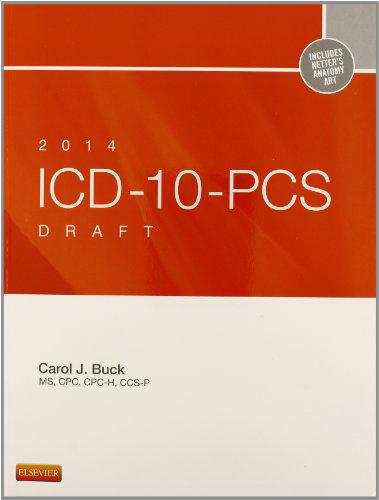 INCLUDES
NETTER'S
ANATOMY
ART
2014
ICD-10-PCS
DRAFT
Carol J. Buck
MS, CPC, CPC-H, CCS-P
ELSEVIER